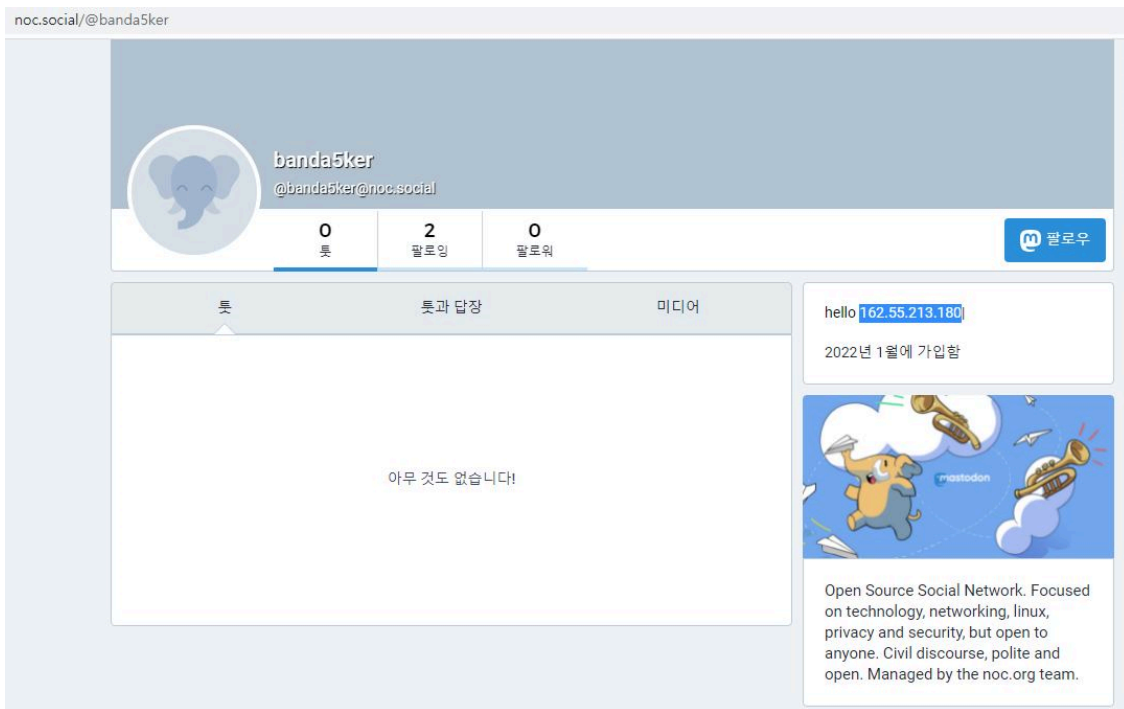 noc.social/@banda5ker
banda5ker
@banda5ker@noc.social
0
툿
2
팔로잉
0
팔로워
팔로우
툿
툿과 답장
미디어
hello 162.55.213.180|
2022년 1월에 가입함
아무 것도 없습니다!
mastodon
Open Source Social Network. Focused
on technology, networking, linux,
privacy and security, but open to
anyone. Civil discourse, polite and
open. Managed by the noc.org team.